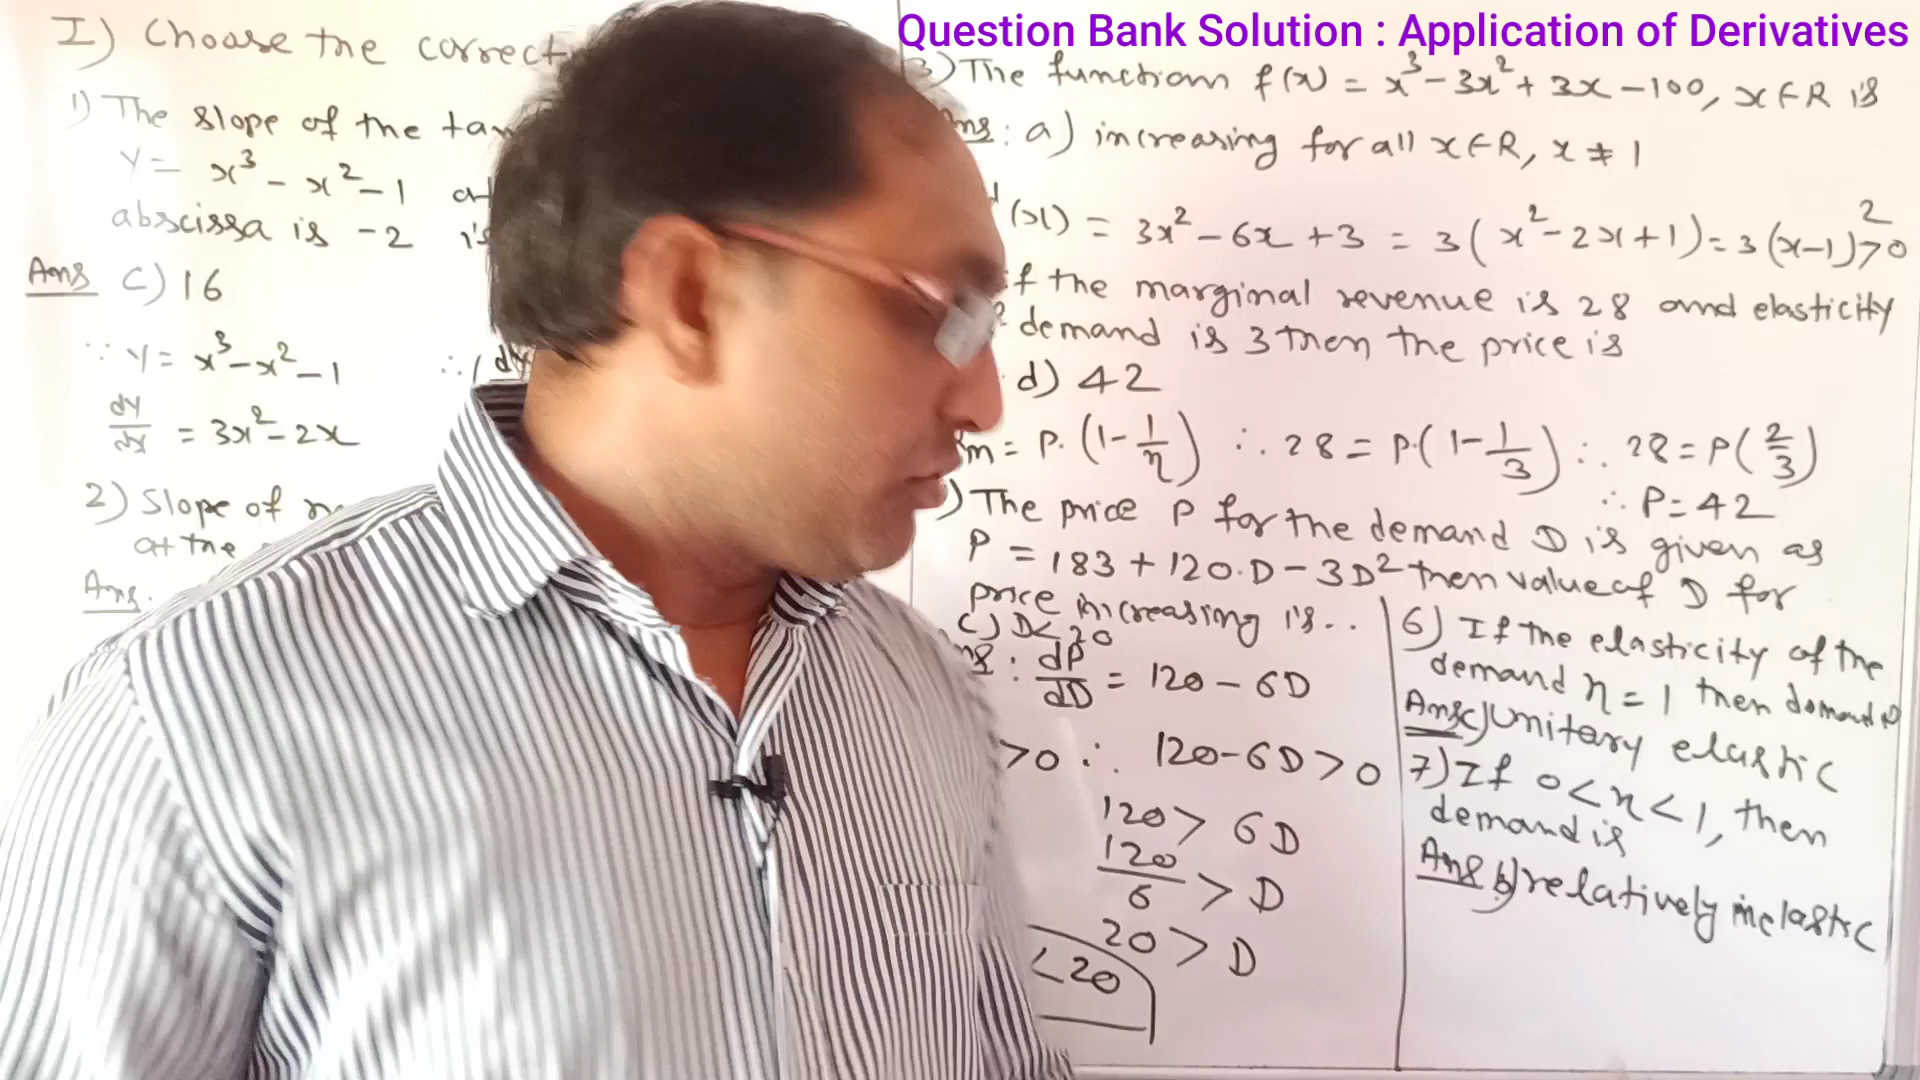 Question Bank Solution : Application of Derivatives
I) Choose the correct
1) The slope of the tan
Y = x³ - x² - 1 at
abscissa is -2 is
Ans C) 16
∵ Y = x³ - x² - 1 ∴ ( dy
dy/dx = 3x² - 2x
2) Slope of
at the
Ans.
3) The function f(x) = x³ - 3x² + 3x - 100, x ∈ R is
Ans : a) increasing for all x ∈ R, x ≠ 1
(x) = 3x² - 6x + 3 = 3(x² - 2x + 1) = 3(x-1)² > 0
if the marginal revenue is 28 and elasticity
demand is 3 then the price is
d) 42
m = P.(1 - 1/η) ∴ 28 = P.(1 - 1/3) ∴ 28 = P(2/3)
∴ P = 42
) The price P for the demand D is given as
P = 183 + 120.D - 3D² then value of D for
price increasing is..
C) D < 20
Ans : dP/dD = 120 - 6D
> 0 ∴ 120 - 6D > 0
120 > 6D
120/6 > D
20 > D
< 20
6) If the elasticity of the
demand η = 1 then demand is
Ans c) unitary elastic
7) If 0 < η < 1, then
demand is
Ans b) relatively inelastic